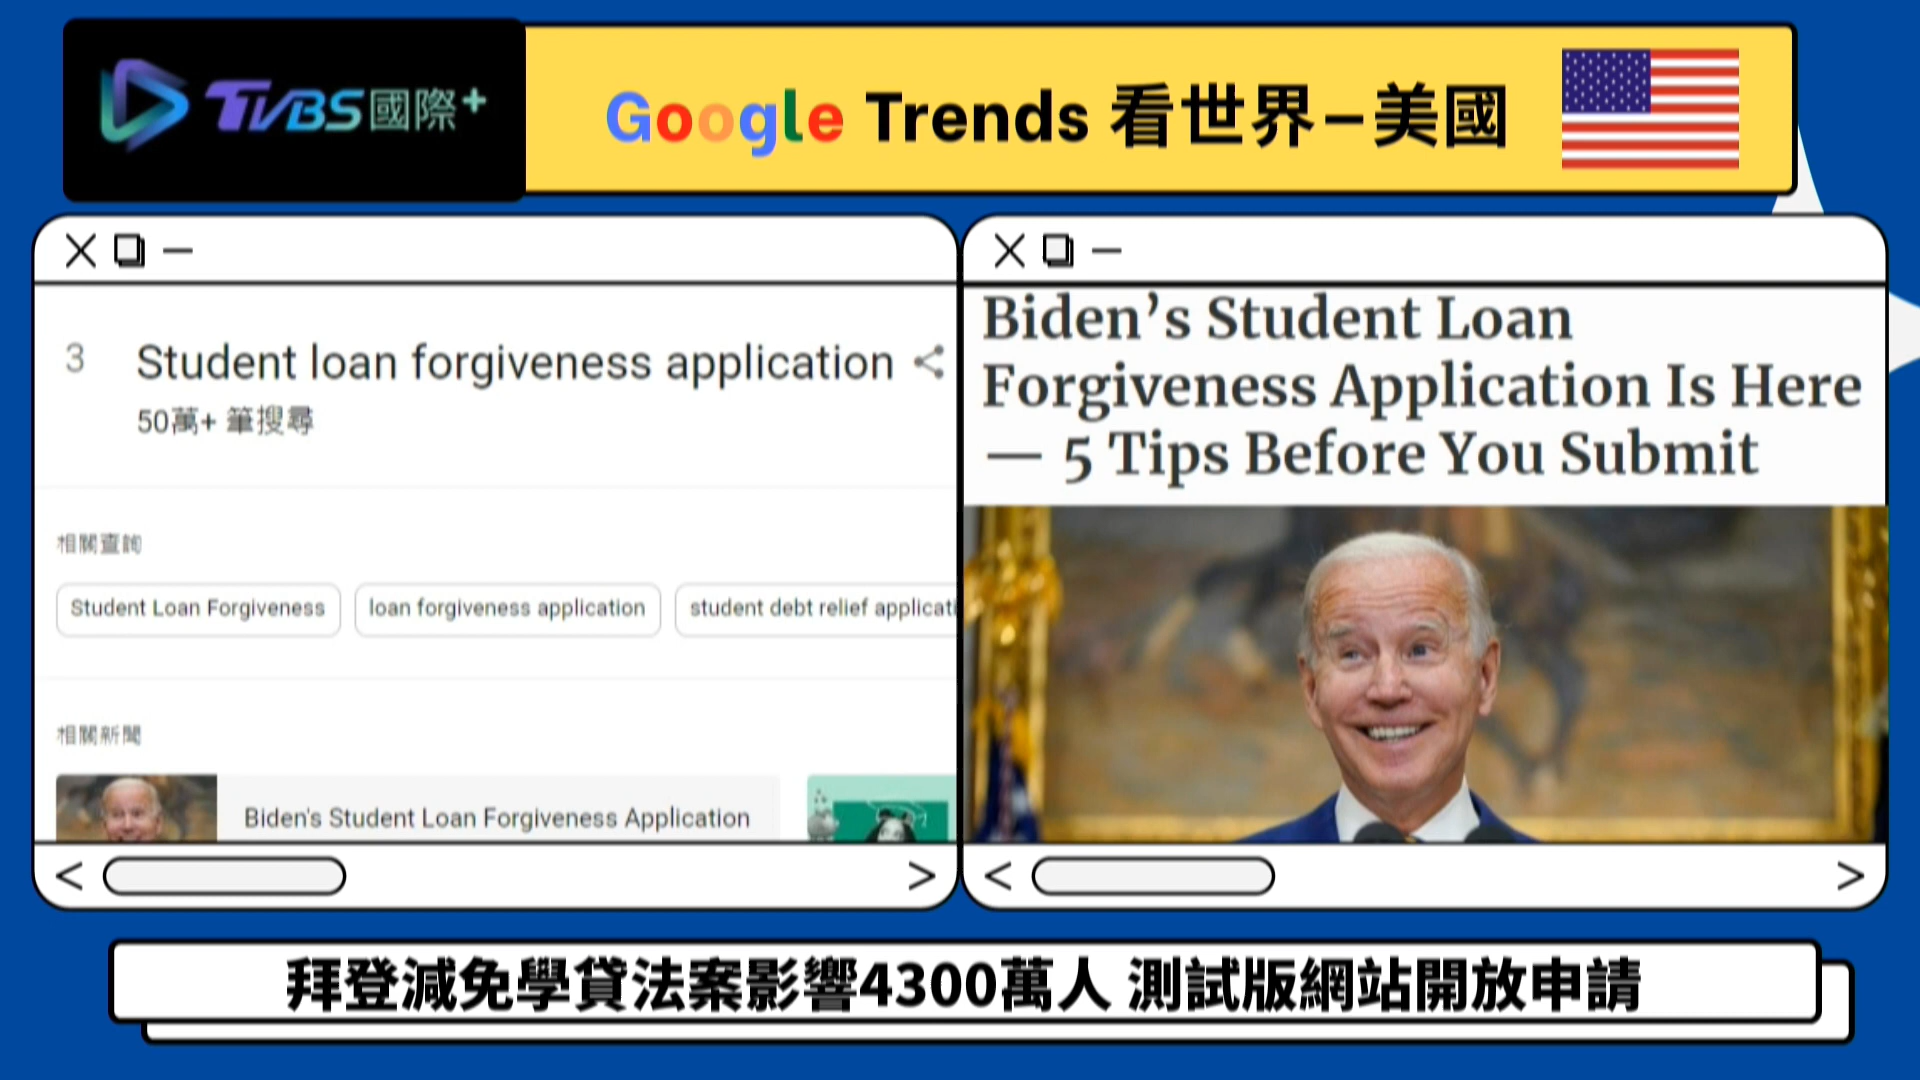 TVBS國際+
Google Trends 看世界–美國
3
Student loan forgiveness application
50萬+ 筆搜尋
相關查詢
Student Loan Forgiveness
loan forgiveness application
student debt relief applicati
相關新聞
Biden's Student Loan Forgiveness Application
Biden’s Student Loan
Forgiveness Application Is Here
— 5 Tips Before You Submit
拜登減免學貸法案影響4300萬人 測試版網站開放申請